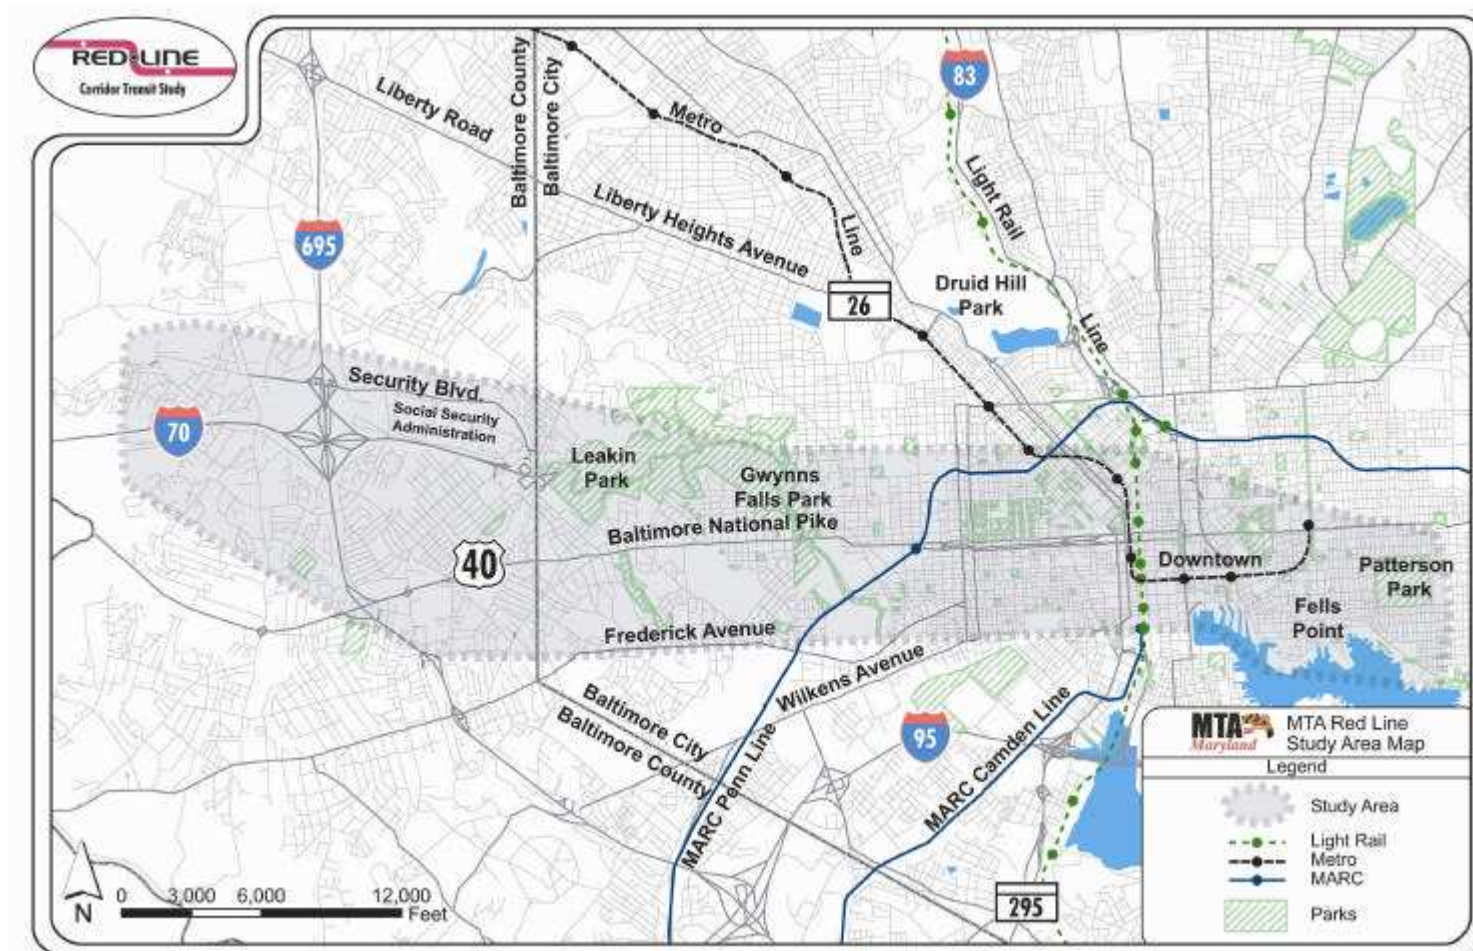 RED LINE
Corridor Transit Study
Liberty Road
Baltimore County
Baltimore City
Metro
Line
83
Light Rail
Line
695
Liberty Heights Avenue
26
Druid Hill
Park
Security Blvd.
Social Security
Administration
70
Leakin
Park
Gwynns
Falls Park
Baltimore National Pike
40
Downtown
Patterson
Park
Fells
Point
Frederick Avenue
Wilkens Avenue
Baltimore City
Baltimore County
MARC Penn Line
95
MARC Camden Line
295
N
0 3,000 6,000 12,000
Feet
MTA
Maryland
MTA Red Line
Study Area Map
Legend
Study Area
Light Rail
Metro
MARC
Parks